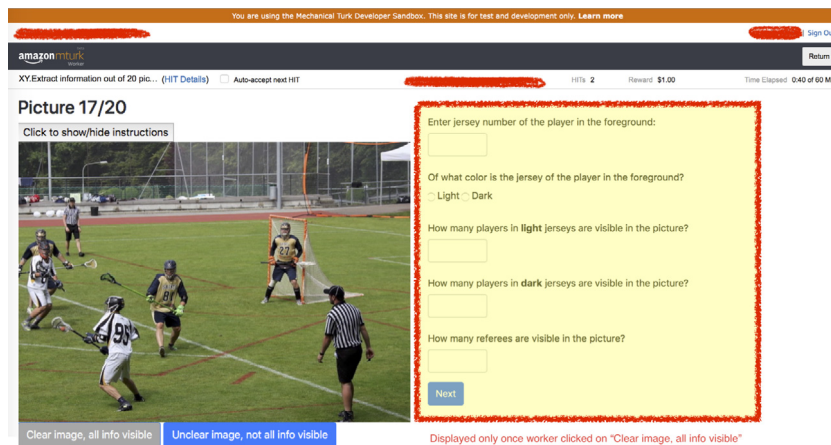 You are using the Mechanical Turk Developer Sandbox. This site is for test and development only. Learn more
Sign Ou
amazonmturk
Worker
Return
XY.Extract information out of 20 pic... (HIT Details) Auto-accept next HIT HITs 2 Reward $1.00 Time Elapsed 0:40 of 60 M
Picture 17/20
Click to show/hide instructions
27
81
95
Clear image, all info visible Unclear image, not all info visible
Enter jersey number of the player in the foreground:
Of what color is the jersey of the player in the foreground?
Light Dark
How many players in light jerseys are visible in the picture?
How many players in dark jerseys are visible in the picture?
How many referees are visible in the picture?
Next
Displayed only once worker clicked on "Clear image, all info visible"